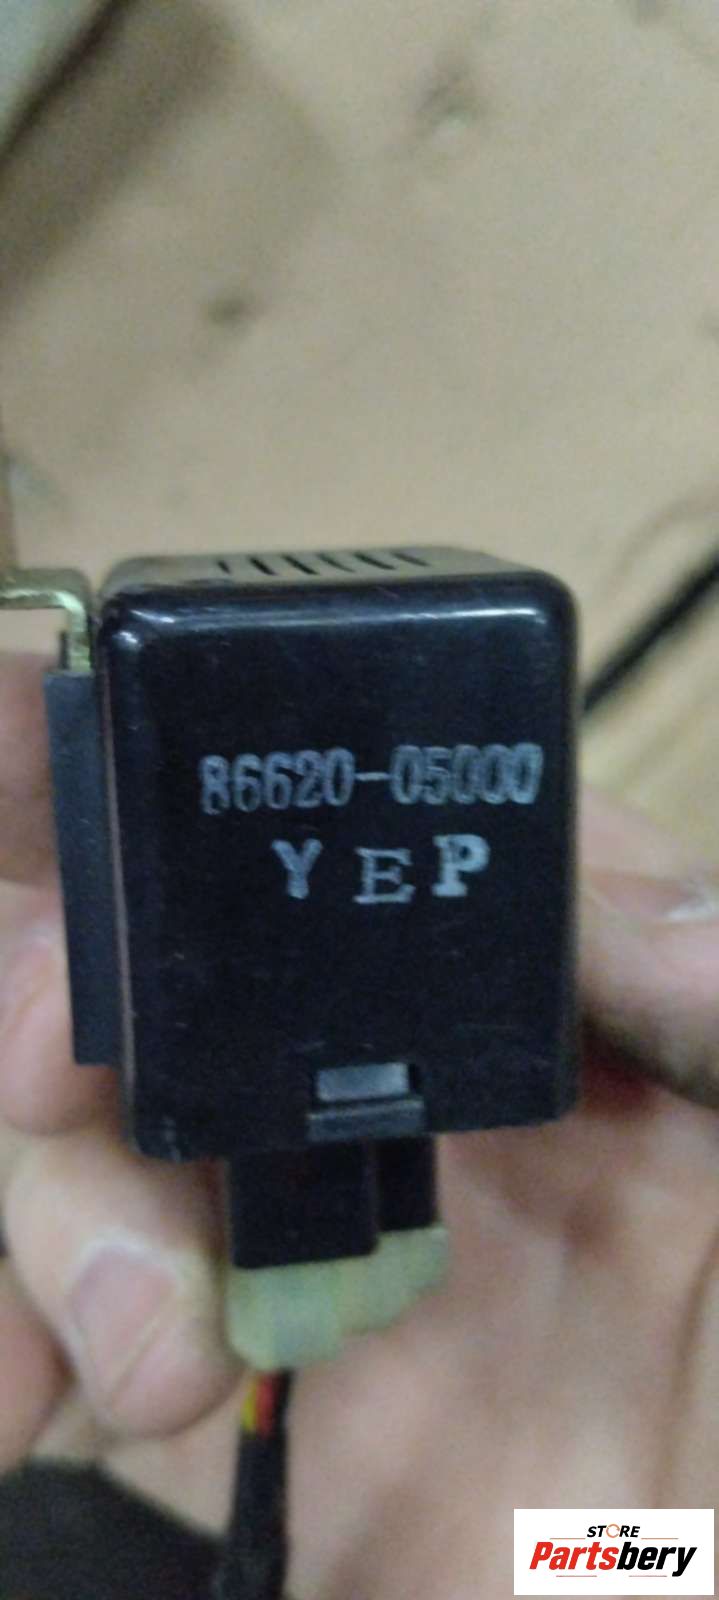 86620-05000
YEP
STORE
Partsbery